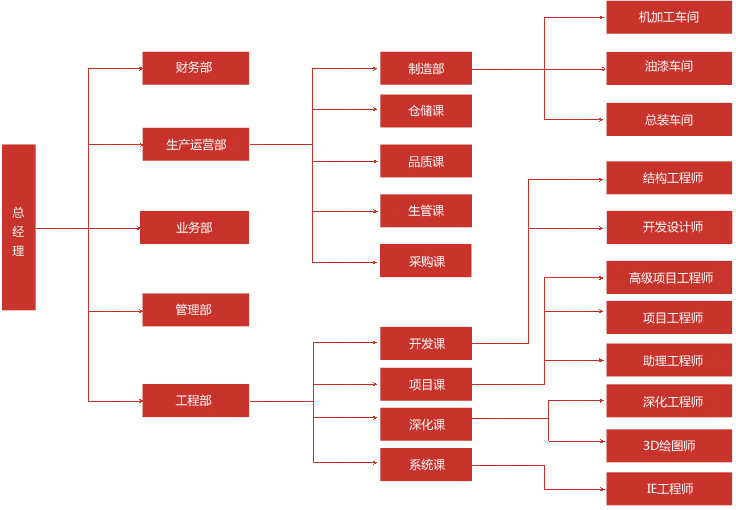 总
经
理
财务部
生产运营部
业务部
管理部
工程部
制造部
仓储课
品质课
生管课
采购课
开发课
项目课
深化课
系统课
机加工车间
油漆车间
总装车间
结构工程师
开发设计师
高级项目工程师
项目工程师
助理工程师
深化工程师
3D绘图师
IE工程师